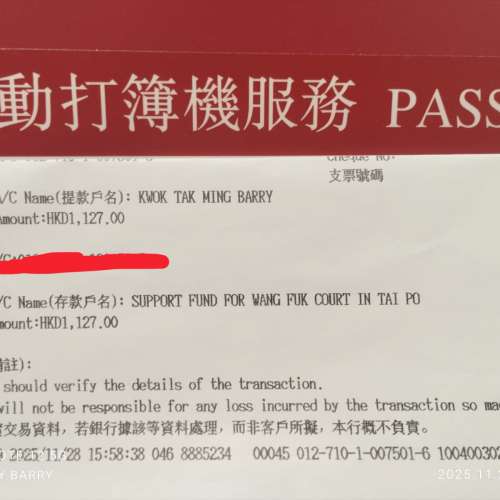 動打簿機服務 PASS
Cheque No.
支票號碼
/C Name(提款戶名): KWOK TAK MING BARRY
Amount:HKD1,127.00
/C Name(存款戶名): SUPPORT FUND FOR WANG FUK COURT IN TAI PO
mount:HKD1,127.00
註):
should verify the details of the transaction.
will not be responsible for any loss incurred by the transaction so ma
交易資料，若銀行據該等資料處理，而非客戶所擬，本行概不負責。
2025/11/28 15:58:38 046 8885234 00045 012-710-1-007501-6 100400302
BARRY
2025.11.